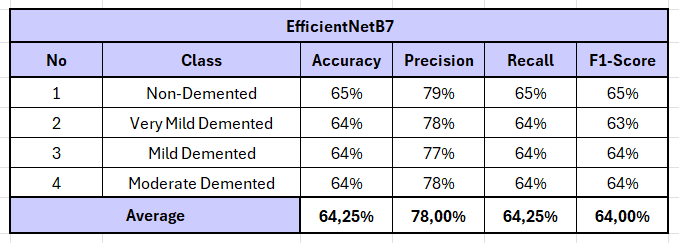 EfficientNetB7
No Class Accuracy Precision Recall F1-Score
1 Non-Demented 65% 79% 65% 65%
2 Very Mild Demented 64% 78% 64% 63%
3 Mild Demented 64% 77% 64% 64%
4 Moderate Demented 64% 78% 64% 64%
Average 64,25% 78,00% 64,25% 64,00%